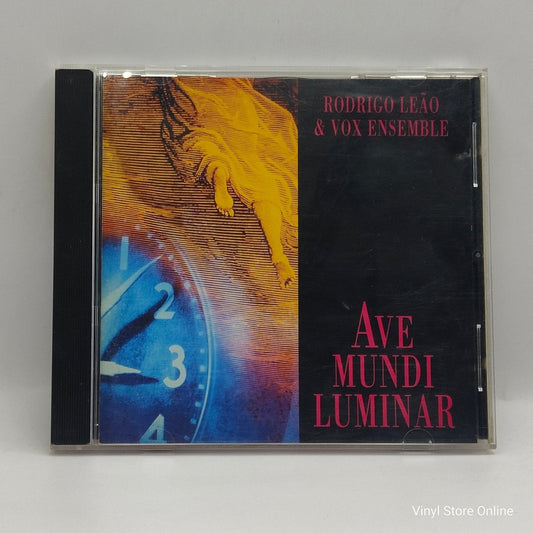 RODRIGO LEÃO
& VOX ENSEMBLE
1
2
3
4
AVE
MUNDI
LUMINAR
Vinyl Store Online